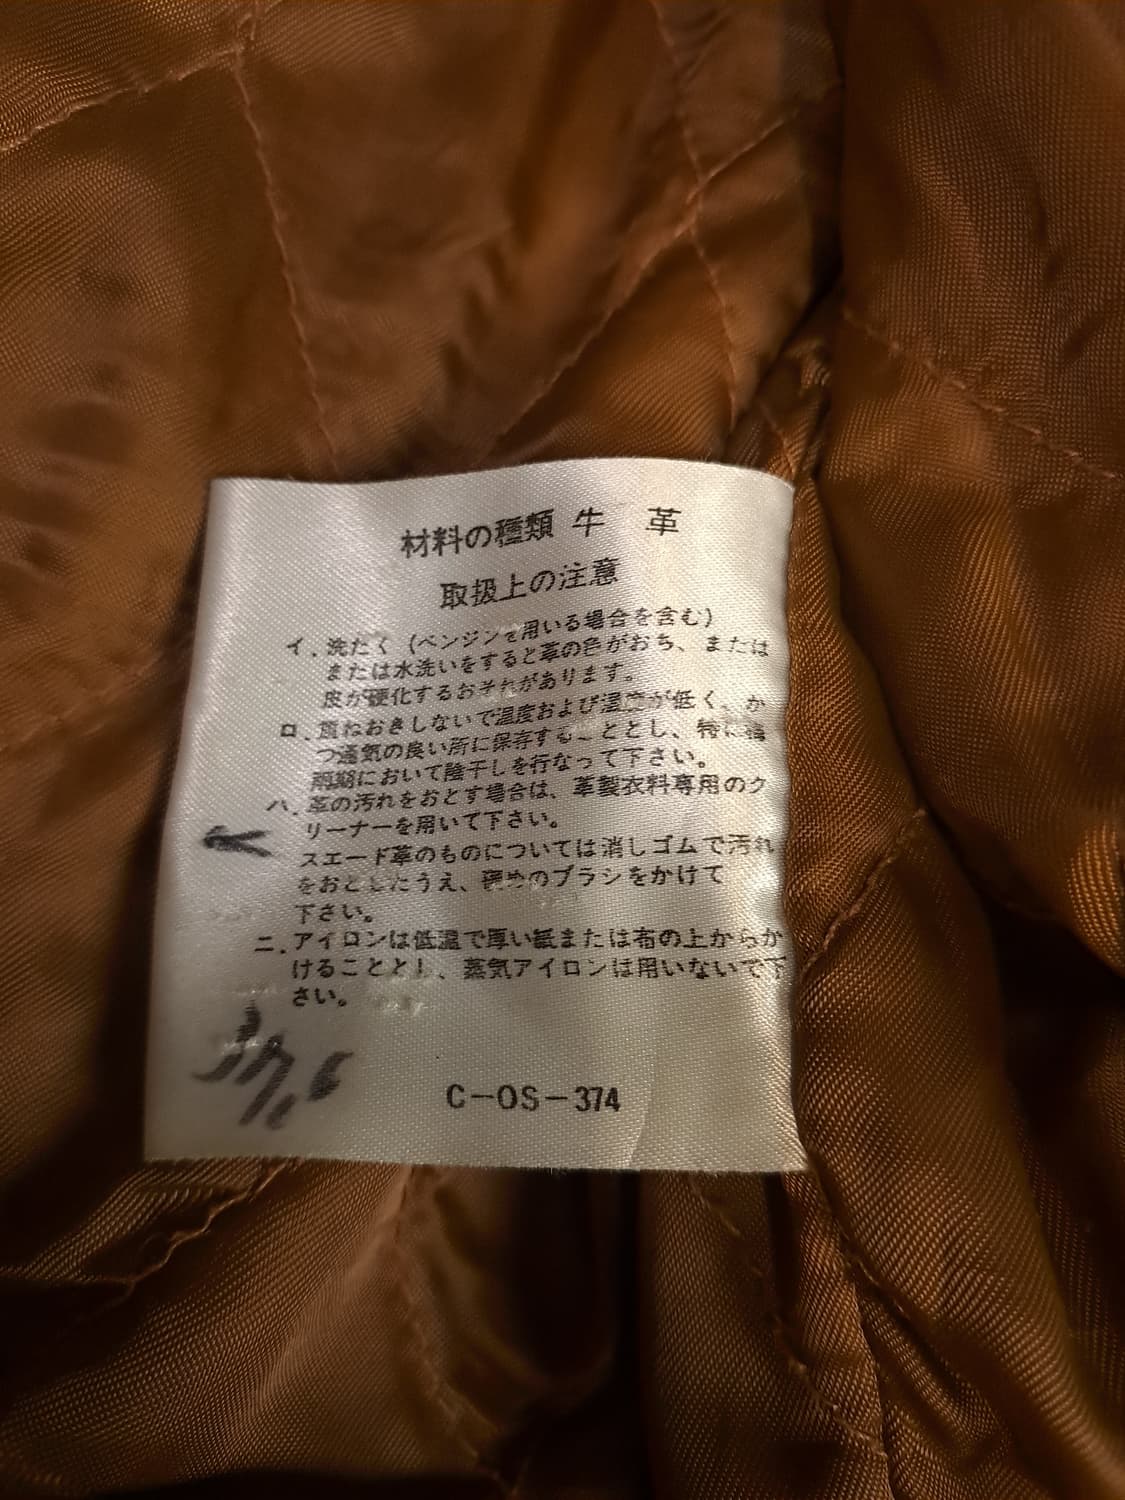 材料の種類 牛 革
取扱上の注意
イ. 洗たく (ベンジンを用いる場合を含む)
または水洗いをすると革の色がおち、または
皮が硬化するおそれがあります。
ロ. 重ねおきしないで温度および湿度が低く、か
つ通気の良い所に保存することとし、特に梅
雨期において陰干しを行なって下さい。
ハ. 革の汚れをおとす場合は、革製衣料専用のク
リーナーを用いて下さい。
スエード革のものについては消しゴムで汚れ
をおとしたうえ、硬めのブラシをかけて
下さい。
ニ. アイロンは低温で厚い紙または布の上からか
けることとし、蒸気アイロンは用いないで下
さい。
C-OS-374